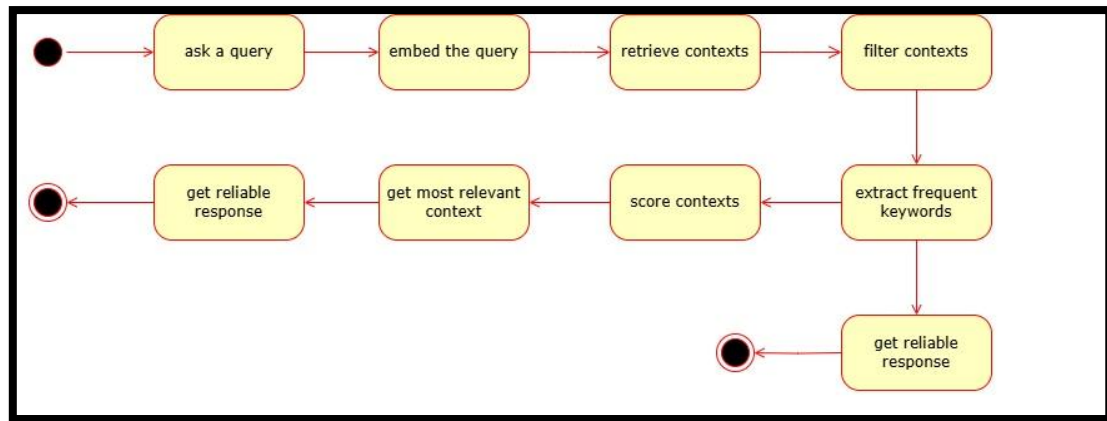 ask a query
embed the query
retrieve contexts
filter contexts
get reliable
response
get most relevant
context
score contexts
extract frequent
keywords
get reliable
response